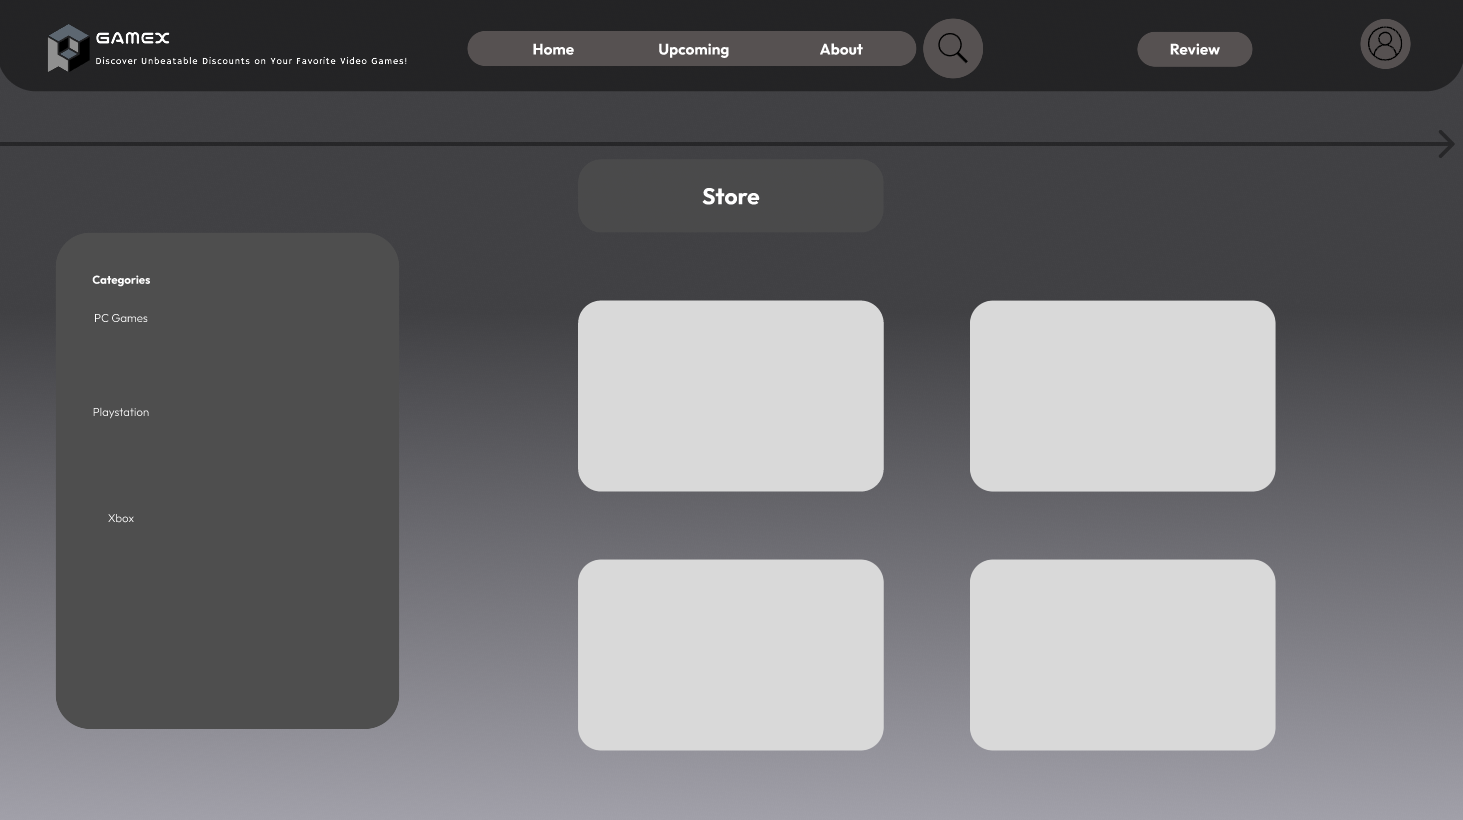 GAMEX
Discover Unbeatable Discounts on Your Favorite Video Games!
Home
Upcoming
About
Review
Store
Categories
PC Games
Playstation
Xbox